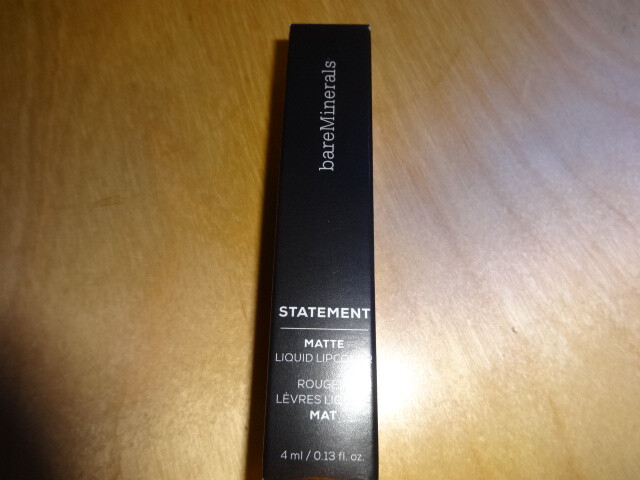 bareMinerals
STATEMENT
MATTE
LIQUID
ROUGE
LÈVRES
MAT
4 ml / 0.13 fl. oz.